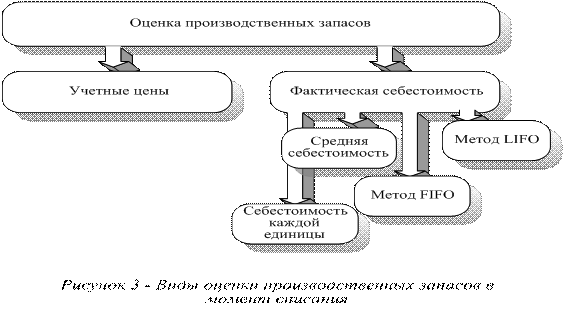 Оценка производственных запасов
Учетные цены
Фактическая себестоимость
Средняя
себестоимость
Метод LIFO
Метод FIFO
Себестоимость
каждой
единицы
Рисунок 3 - Виды оценки производственных запасов в
момент списания